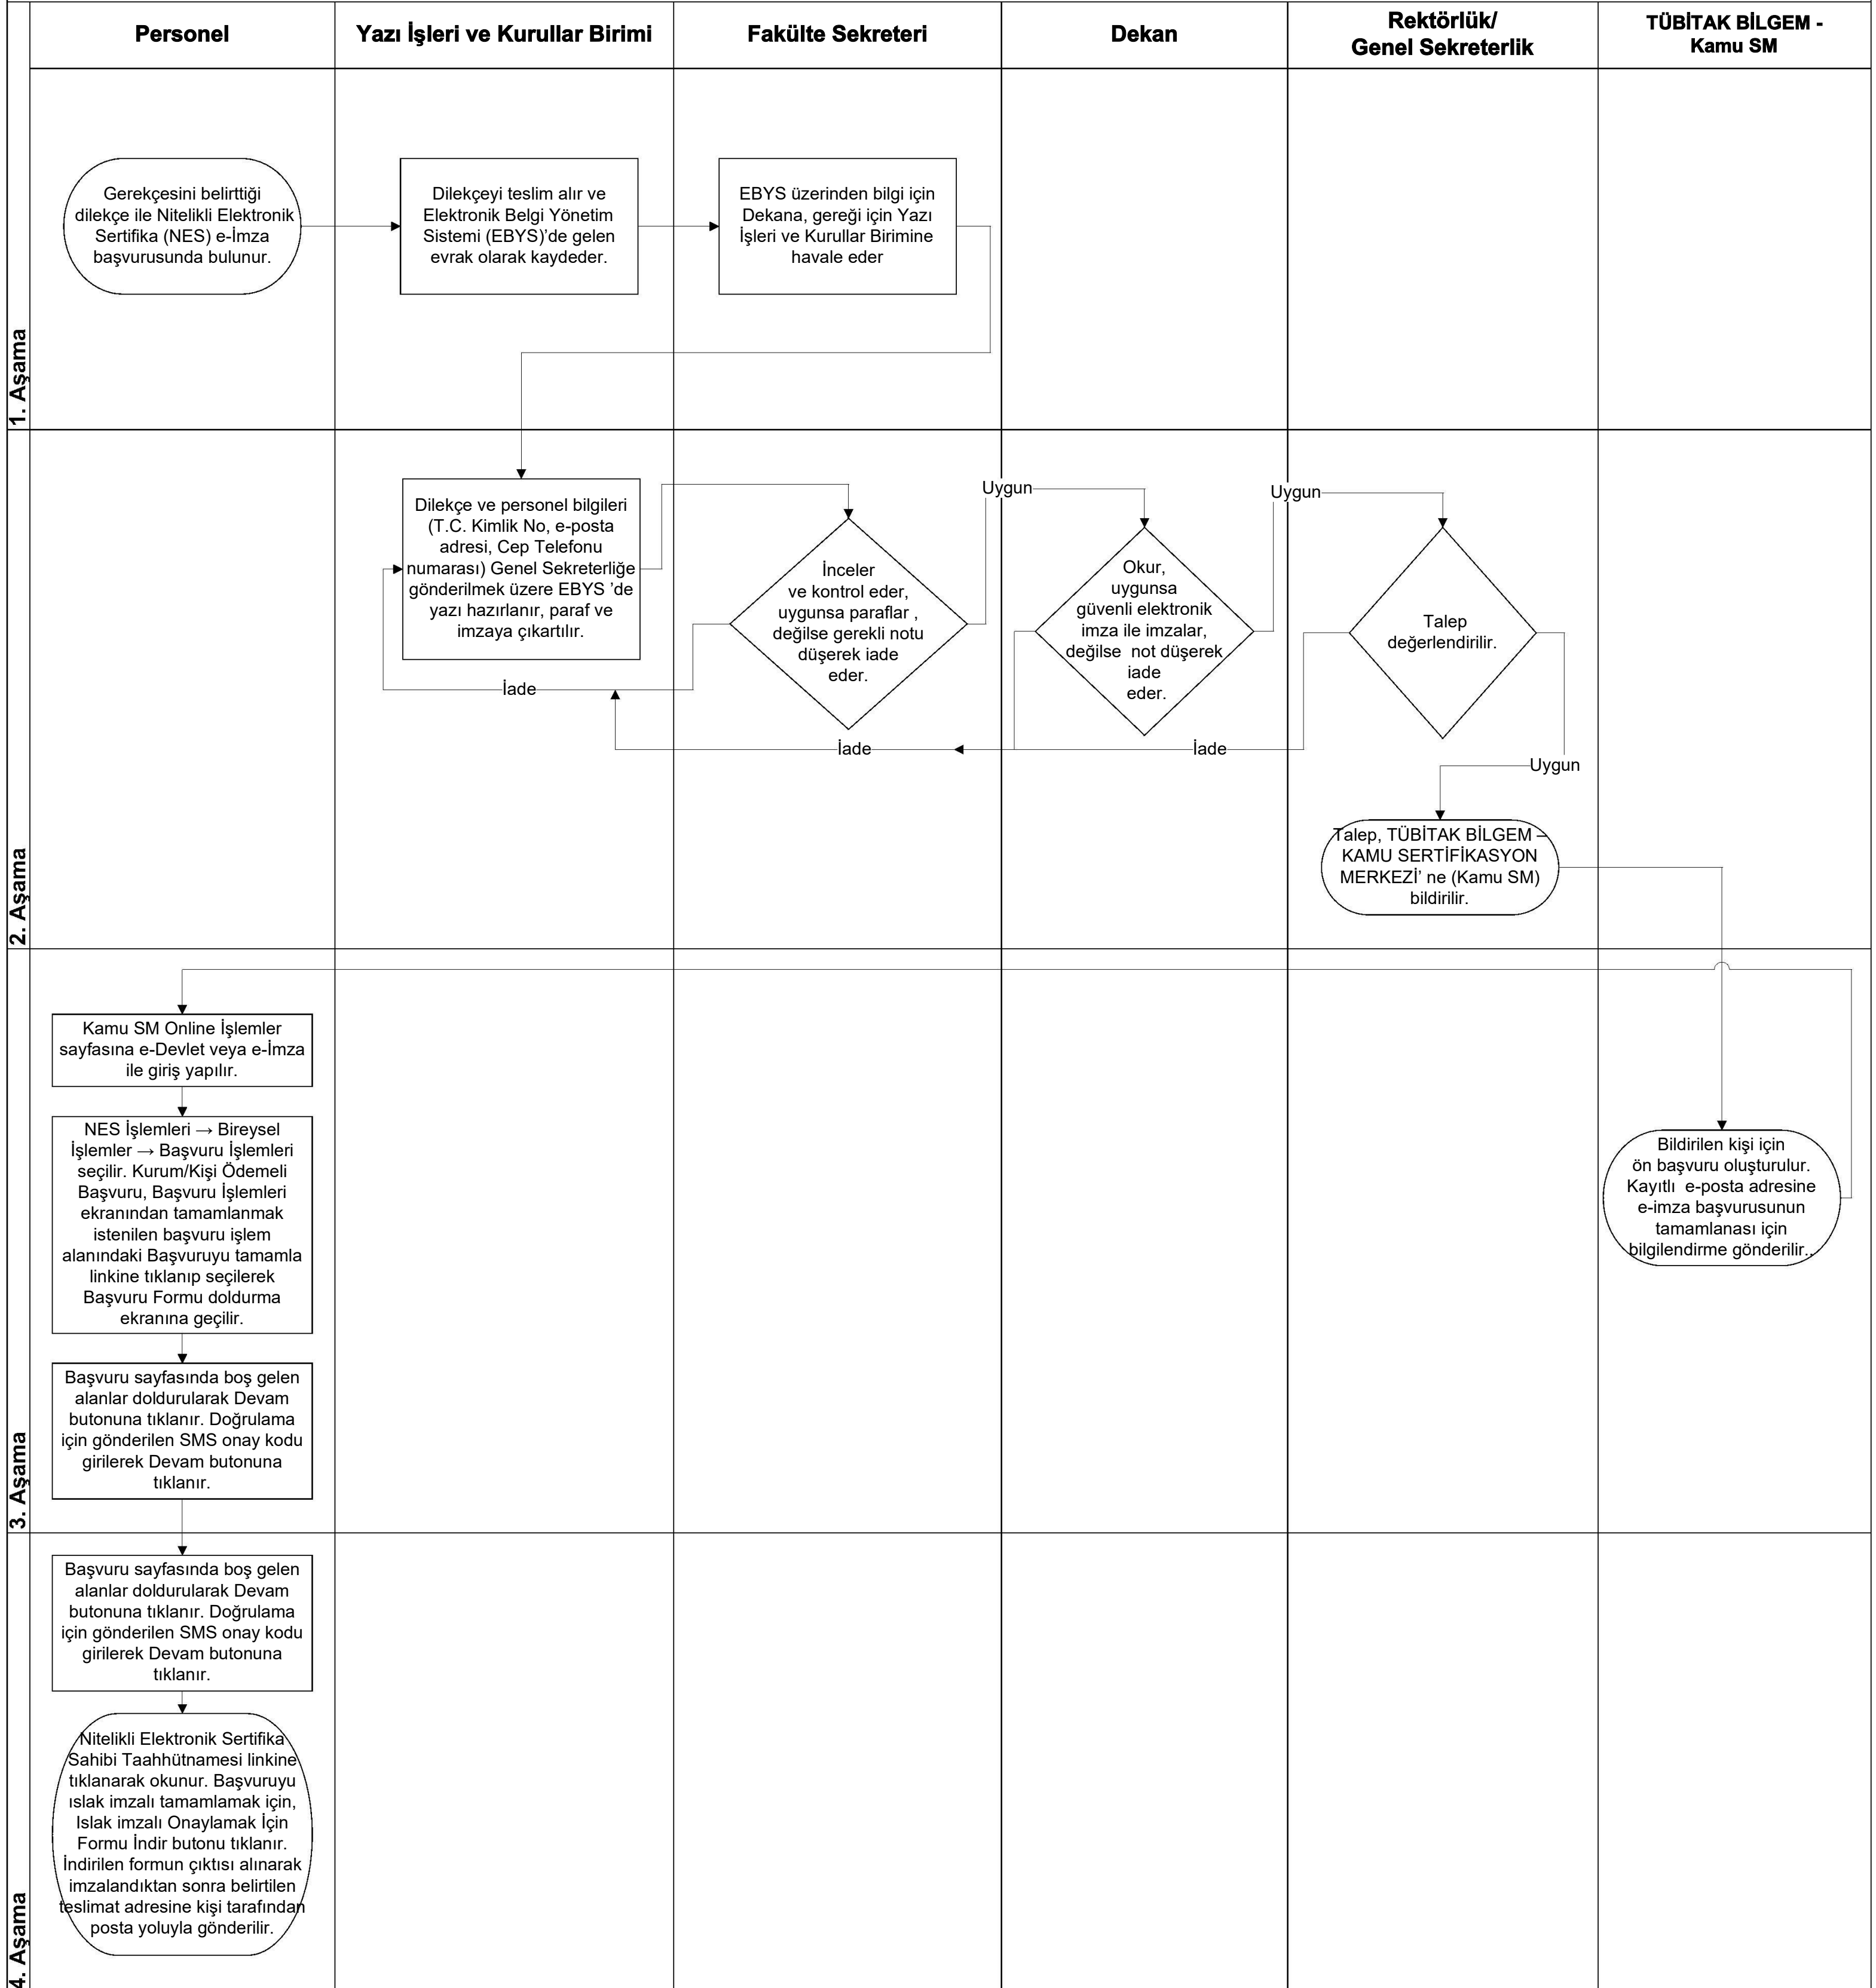 Personel
Yazı İşleri ve Kurullar Birimi
Fakülte Sekreteri
Dekan
Rektörlük/
Genel Sekreterlik
TÜBİTAK BİLGEM -
Kamu SM
1. Aşama
Gerekçesini belirttiği
dilekçe ile Nitelikli Elektronik
Sertifika (NES) e-İmza
başvurusunda bulunur.
Dilekçeyi teslim alır ve
Elektronik Belgi Yönetim
Sistemi (EBYS)’de gelen
evrak olarak kaydeder.
EBYS üzerinden bilgi için
Dekana, gereği için Yazı
İşleri ve Kurullar Birimine
havale eder
2. Aşama
Dilekçe ve personel bilgileri
(T.C. Kimlik No, e-posta
adresi, Cep Telefonu
numarası) Genel Sekreterliğe
gönderilmek üzere EBYS ’de
yazı hazırlanır, paraf ve
imzaya çıkartılır.
İade
İnceler
ve kontrol eder,
uygunsa paraflar ,
değilse gerekli notu
düşerek iade
eder.
Uygun
İade
Okur,
uygunsa
güvenli elektronik
imza ile imzalar,
değilse  not düşerek
iade
eder.
Uygun
İade
Talep
değerlendirilir.
Uygun
Talep, TÜBİTAK BİLGEM –
KAMU SERTİFİKASYON
MERKEZİ’ ne (Kamu SM)
bildirilir.
3. Aşama
Kamu SM Online İşlemler
sayfasına e-Devlet veya e-İmza
ile giriş yapılır.
NES İşlemleri → Bireysel
İşlemler → Başvuru İşlemleri
seçilir. Kurum/Kişi Ödemeli
Başvuru, Başvuru İşlemleri
ekranından tamamlanmak
istenilen başvuru işlem
alanındaki Başvuruyu tamamla
linkine tıklanıp seçilerek
Başvuru Formu doldurma
ekranına geçilir.
Başvuru sayfasında boş gelen
alanlar doldurularak Devam
butonuna tıklanır. Doğrulama
için gönderilen SMS onay kodu
girilerek Devam butonuna
tıklanır.
Bildirilen kişi için
ön başvuru oluşturulur.
Kayıtlı  e-posta adresine
e-imza başvurusunun
tamamlanası için
bilgilendirme gönderilir..
4. Aşama
Başvuru sayfasında boş gelen
alanlar doldurularak Devam
butonuna tıklanır. Doğrulama
için gönderilen SMS onay kodu
girilerek Devam butonuna
tıklanır.
Nitelikli Elektronik Sertifika
Sahibi Taahhütnamesi linkine
tıklanarak okunur. Başvuruyu
ıslak imzalı tamamlamak için,
Islak imzalı Onaylamak İçin
Formu İndir butonu tıklanır.
İndirilen formun çıktısı alınarak
imzalandıktan sonra belirtilen
teslimat adresine kişi tarafından
posta yoluyla gönderilir.